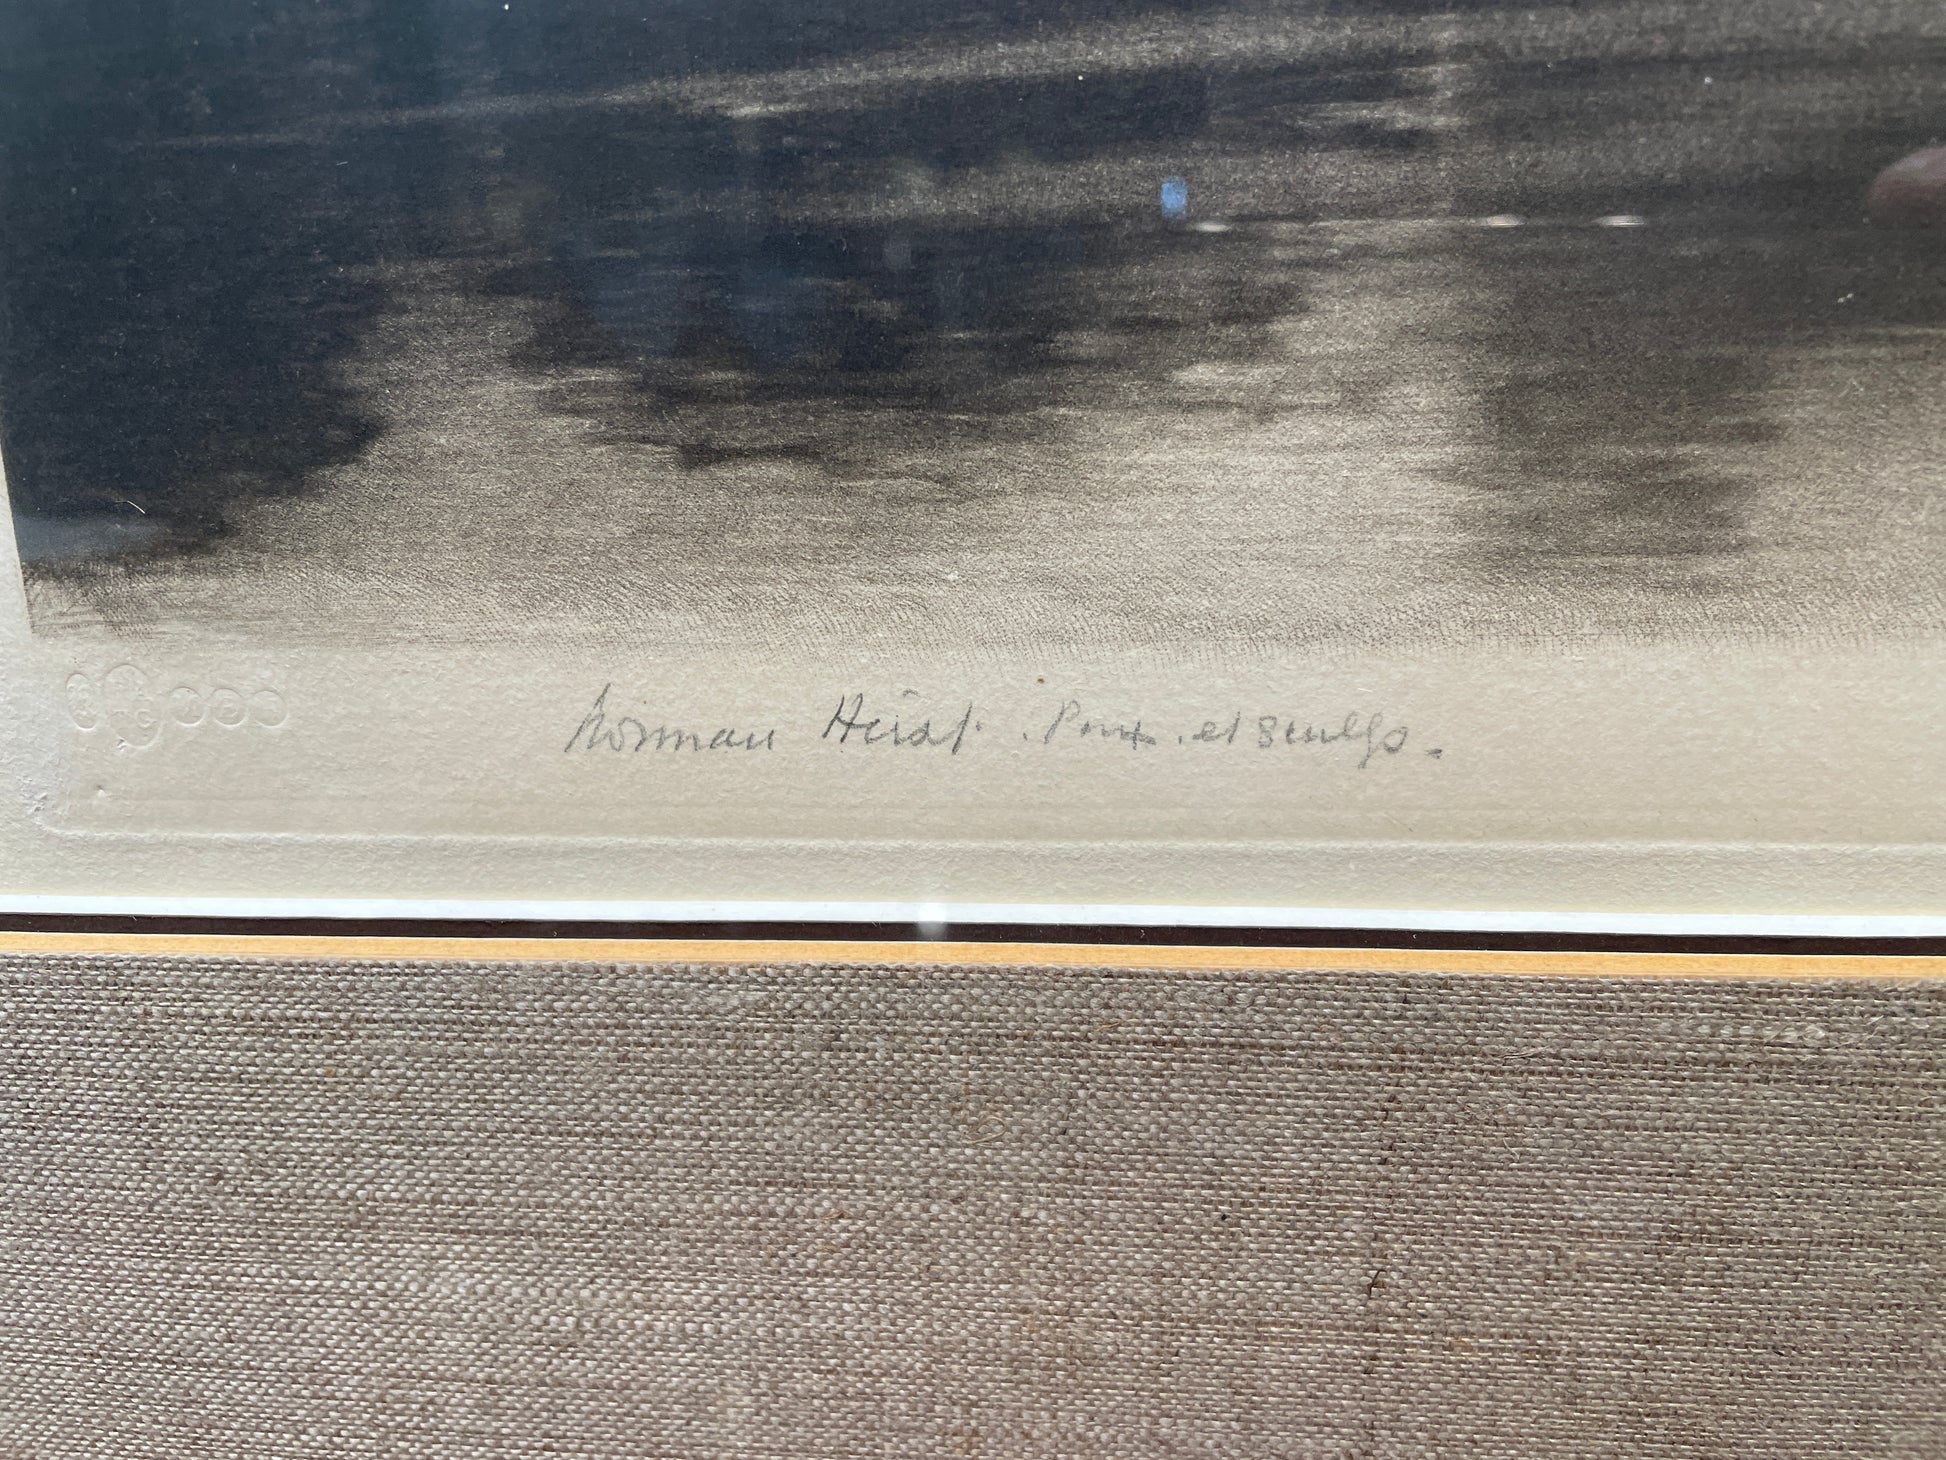 Norman Hirst. Pinx. et Sculp.